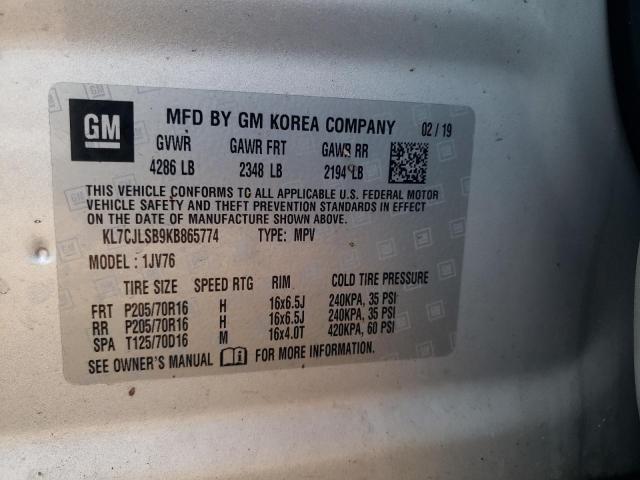 GM MFD BY GM KOREA COMPANY 02 / 19
GVWR GAWR FRT GAWR RR
4286 LB 2348 LB 2194 LB
THIS VEHICLE CONFORMS TO ALL APPLICABLE U.S. FEDERAL MOTOR
VEHICLE SAFETY AND THEFT PREVENTION STANDARDS IN EFFECT
ON THE DATE OF MANUFACTURE SHOWN ABOVE.
KL7CJLSB9KB865774 TYPE: MPV
MODEL : 1JV76
TIRE SIZE SPEED RTG RIM COLD TIRE PRESSURE
FRT P205/70R16 H 16x6.5J 240KPA, 35 PSI
RR P205/70R16 H 16x6.5J 240KPA, 35 PSI
SPA T125/70D16 M 16x4.0T 420KPA, 60 PSI
SEE OWNER'S MANUAL FOR MORE INFORMATION.